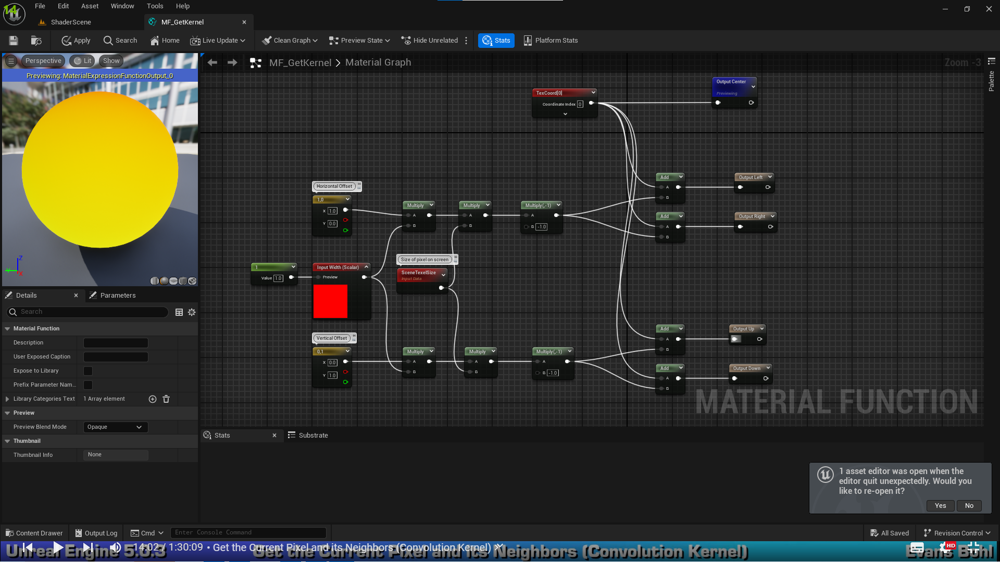 File Edit Asset Window Tools Help
14
ShaderScene
MF_GetKernel
Apply Search Home Live Update Clean Graph Preview State Hide Unrelated Stats Platform Stats
Perspective Lit Show
Previewing: MaterialExpressionFunctionOutput_0
MF_GetKernel > Material Graph
Zoom -3
Palette
Output Center
Previewing
TexCoord[0]
Coordinate Index 0
Horizontal Offset
1,0
X 1.0
Y 0.0
Multiply
A
B
Multiply
A
B
Multiply(,-1)
A
B -1.0
Add
A
B
Output Left
Add
A
B
Output Right
1
Value 1.0
Input Width (Scalar)
Preview
Size of pixel on screen
SceneTexelSize
Input Data
Vertical Offset
0,1
X 0.0
Y 1.0
Multiply
A
B
Multiply
A
B
Multiply(,-1)
A
B -1.0
Add
A
B
Output Up
Add
A
B
Output Down
MATERIAL FUNCTION
Z
Y
X
Details
Parameters
Search
Material Function
Description
User Exposed Caption
Expose to Library
Prefix Parameter Nam...
Library Categories Text 1 Array element
Preview
Preview Blend Mode Opaque
Thumbnail
Thumbnail Info None
Stats
Substrate
1 asset editor was open when the
editor quit unexpectedly. Would you
like to re-open it?
Yes No
Content Drawer Output Log Cmd Enter Console Command All Saved Revision Control
14:02 / 1:30:09 • Get the Current Pixel and its Neighbors (Convolution Kernel)
HD
Unreal Engine 5.6.3 Get the Current Pixel and its Neighbors (Convolution Kernel) Evans Bohl